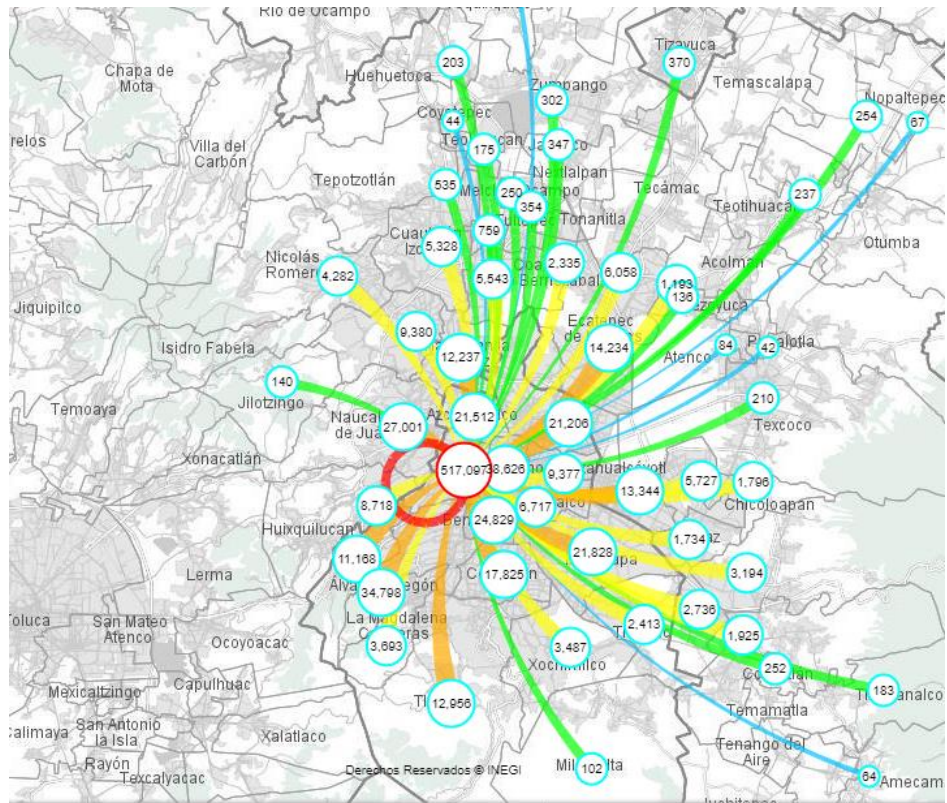 Río de Ocampo
203
Tizayuca
370
Huehuetoca
Chapa de
Mota
Temascalapa
Zumpango
302
Nopaltepec
254
67
Coyotepec
44
175
347
Nextlalpan
Villa del
Carbón
Tepotzotlán
535
250
Tecámac
237
354
Tonanitla
Teotihuacan
759
5,328
Otumba
Nicolás
Romero
4,282
5,543
2,335
6,058
Acolman
1,193
136
Jiquipilco
9,380
Ecatepec
de
Isidro Fabela
12,237
14,234
Atenco
84
42
140
Jilotzingo
Temoaya
27,001
21,512
21,206
210
Texcoco
Xonacatlán
517,097
38,626
9,377
5,727
1,796
Chicoloapan
8,718
6,717
13,344
Huixquilucan
24,829
1,734
11,168
21,828
3,194
Lerma
34,798
17,825
La Magdalena
2,736
San Mateo
Atenco
Ocoyoacac
3,693
3,487
2,413
1,925
Xochimilco
252
Mexicaltzingo
Capulhuac
12,956
183
San Antonio
la Isla
Temamatla
Xalatlaco
Calimaya
Rayón
Texcalyacac
Tenango del
Aire
Derechos Reservados © INEGI
102
64